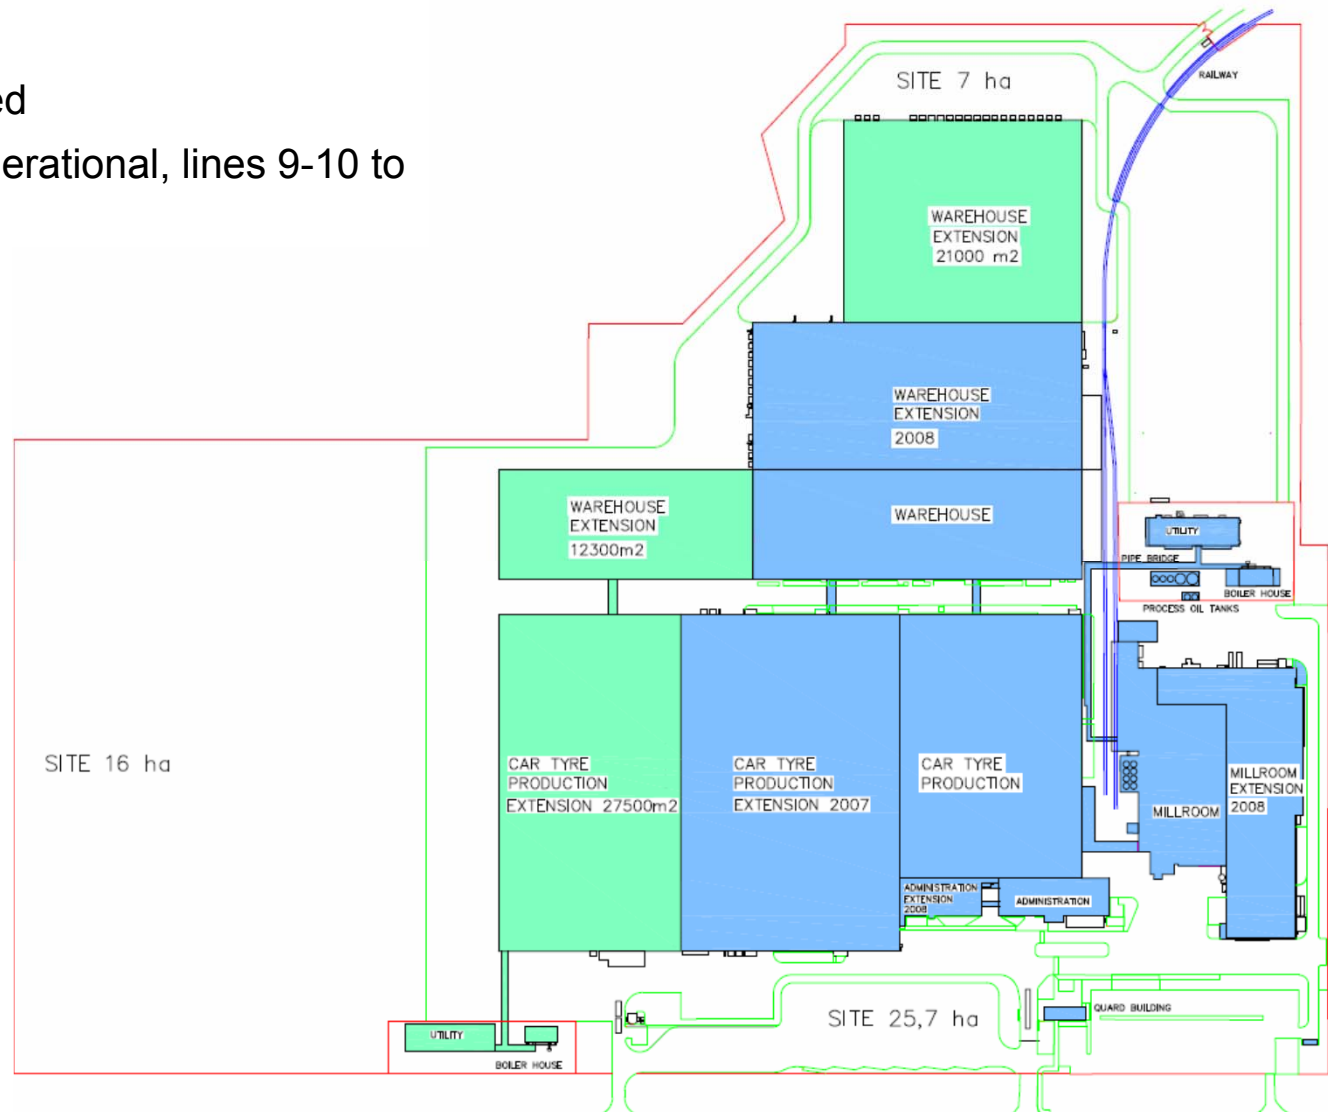 ed
erational, lines 9-10 to
SITE 7 ha
RAILWAY
WAREHOUSE
EXTENSION
21000 m2
WAREHOUSE
EXTENSION
2008
WAREHOUSE
EXTENSION
12300m2
WAREHOUSE
UTILITY
PIPE BRIDGE
BOILER HOUSE
PROCESS OIL TANKS
SITE 16 ha
CAR TYRE
PRODUCTION
EXTENSION 27500m2
CAR TYRE
PRODUCTION
EXTENSION 2007
CAR TYRE
PRODUCTION
MILLROOM
MILLROOM
EXTENSION
2008
ADMINISTRATION
EXTENSION
2008
ADMINISTRATION
SITE 25,7 ha
QUARD BUILDING
UTILITY
BOILER HOUSE